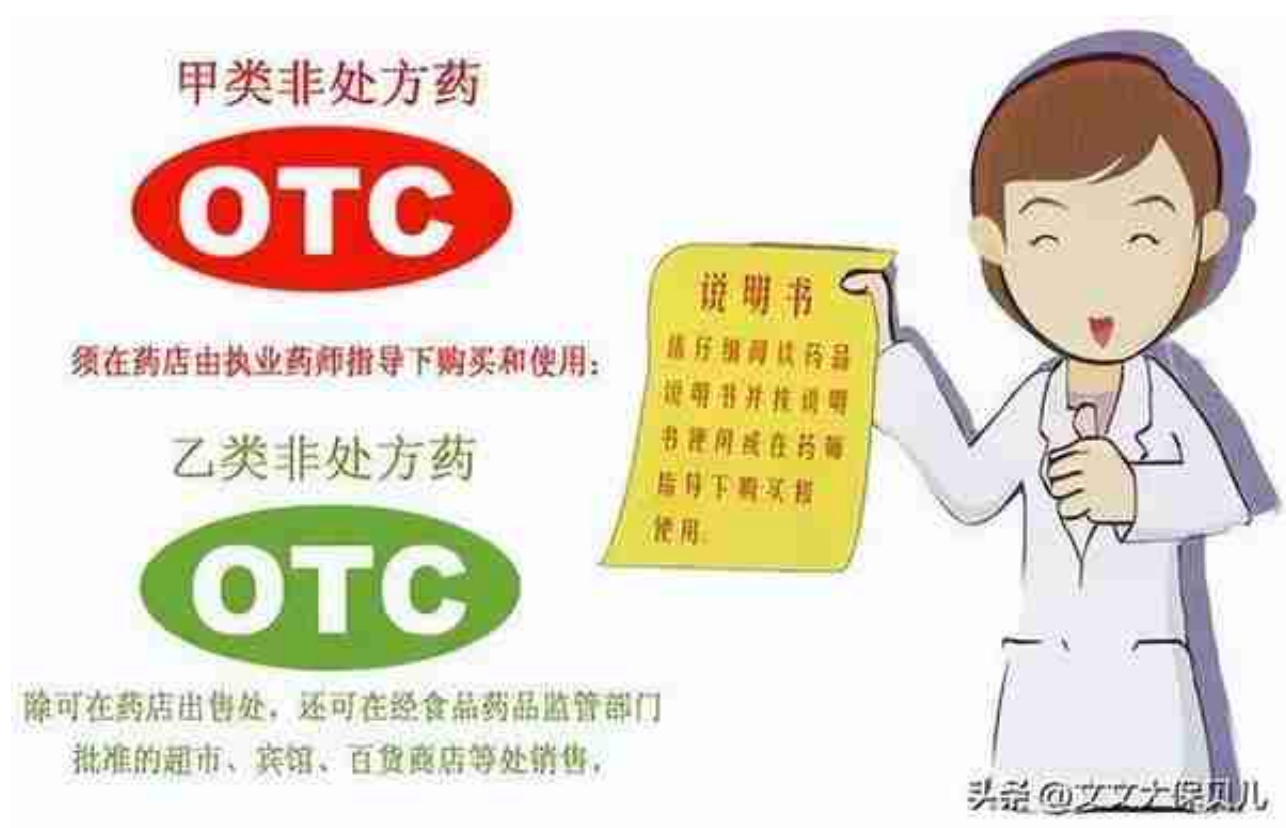 甲类非处方药
OTC
须在药店由执业药师指导下购买和使用;
乙类非处方药
OTC
除可在药店出售处，还可在经食品药品监管部门
批准的超市、宾馆、百货商店等处销售.
说明书
请仔细阅读药品
说明书并按说明
书使用或在药师
指导下购买和
使用.
头条 @文文大保贝儿